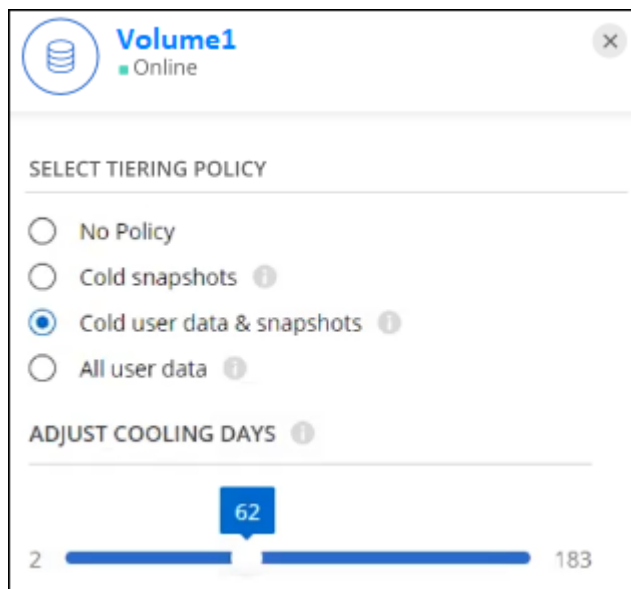 Volume1
Online
SELECT TIERING POLICY
No Policy
Cold snapshots
Cold user data & snapshots
All user data
ADJUST COOLING DAYS
62
2 183